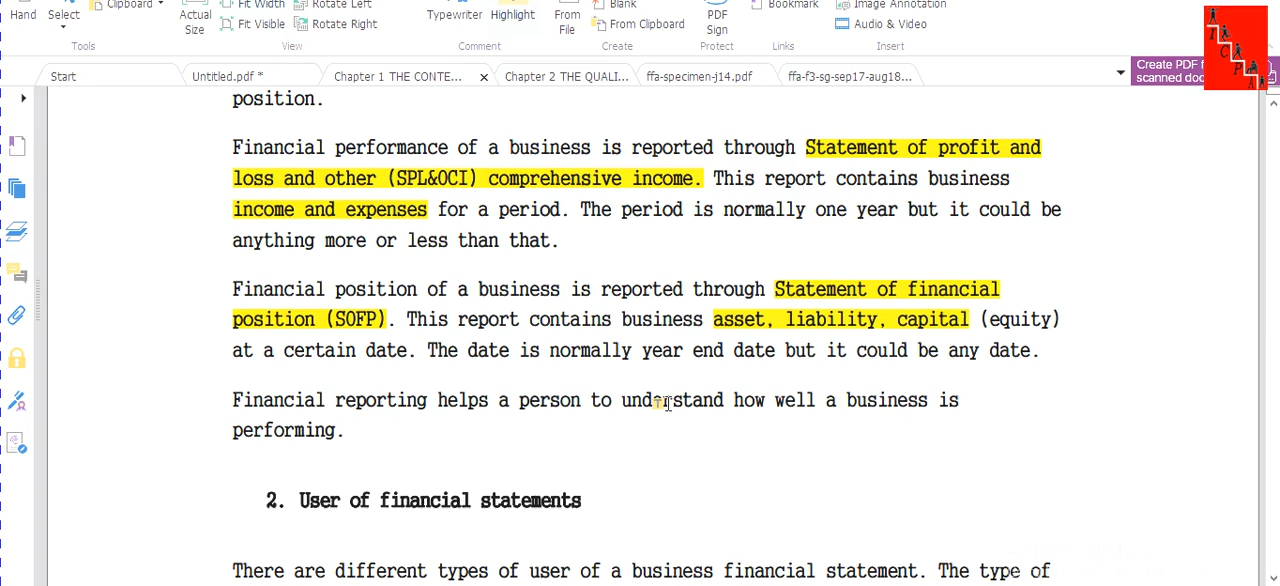 Hand
Select
Clipboard
Actual
Size
Fit Width
Fit Visible
Rotate Left
Rotate Right
Typewriter
Highlight
From
File
Blank
From Clipboard
PDF
Sign
Bookmark
Image Annotation
Audio & Video
Tools
View
Comment
Create
Protect
Links
Insert
T
C
P
A
Start
Untitled.pdf *
Chapter 1 THE CONTE...
Chapter 2 THE QUALI...
ffa-specimen-j14.pdf
ffa-f3-sg-sep17-aug18...
Create PDF f
scanned doc
position.
Financial performance of a business is reported through Statement of profit and
loss and other (SPL&OCI) comprehensive income. This report contains business
income and expenses for a period. The period is normally one year but it could be
anything more or less than that.
Financial position of a business is reported through Statement of financial
position (SOFP). This report contains business asset, liability, capital (equity)
at a certain date. The date is normally year end date but it could be any date.
Financial reporting helps a person to understand how well a business is
performing.
2. User of financial statements
There are different types of user of a business financial statement. The type of